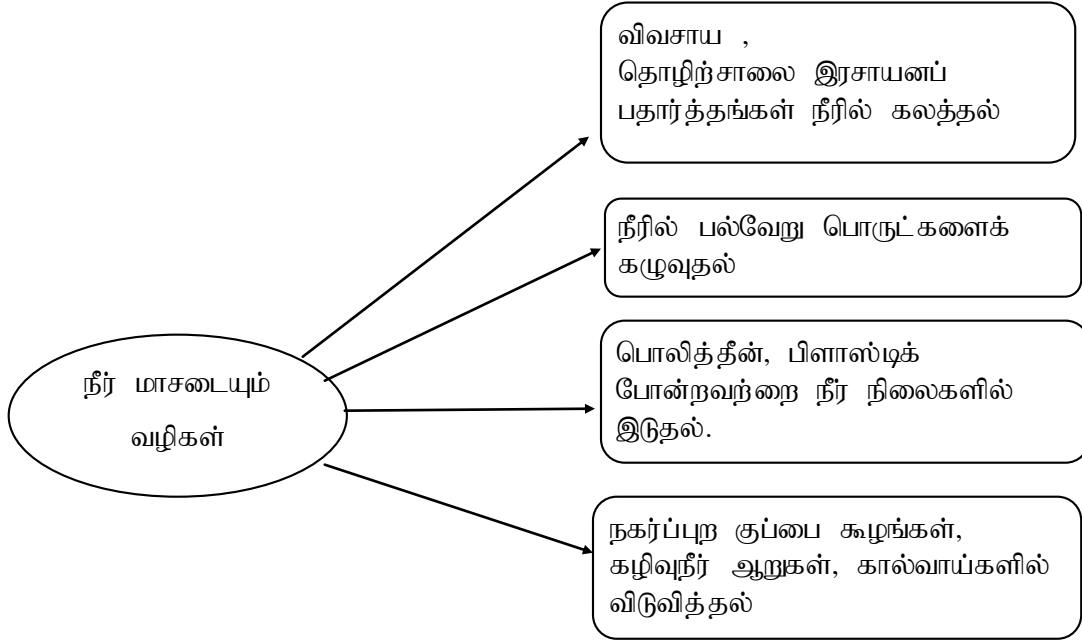 விவசாய ,
தொழிற்சாலை இரசாயனப்
பதார்த்தங்கள் நீரில் கலத்தல்
நீரில் பல்வேறு பொருட்களைக்
கழுவுதல்
நீர் மாசடையும்
வழிகள்
பொலித்தீன், பிளாஸ்டிக்
போன்றவற்றை நீர் நிலைகளில்
இடுதல்.
நகர்ப்புற குப்பை கூழங்கள்,
கழிவுநீர் ஆறுகள், கால்வாய்களில்
விடுவித்தல்